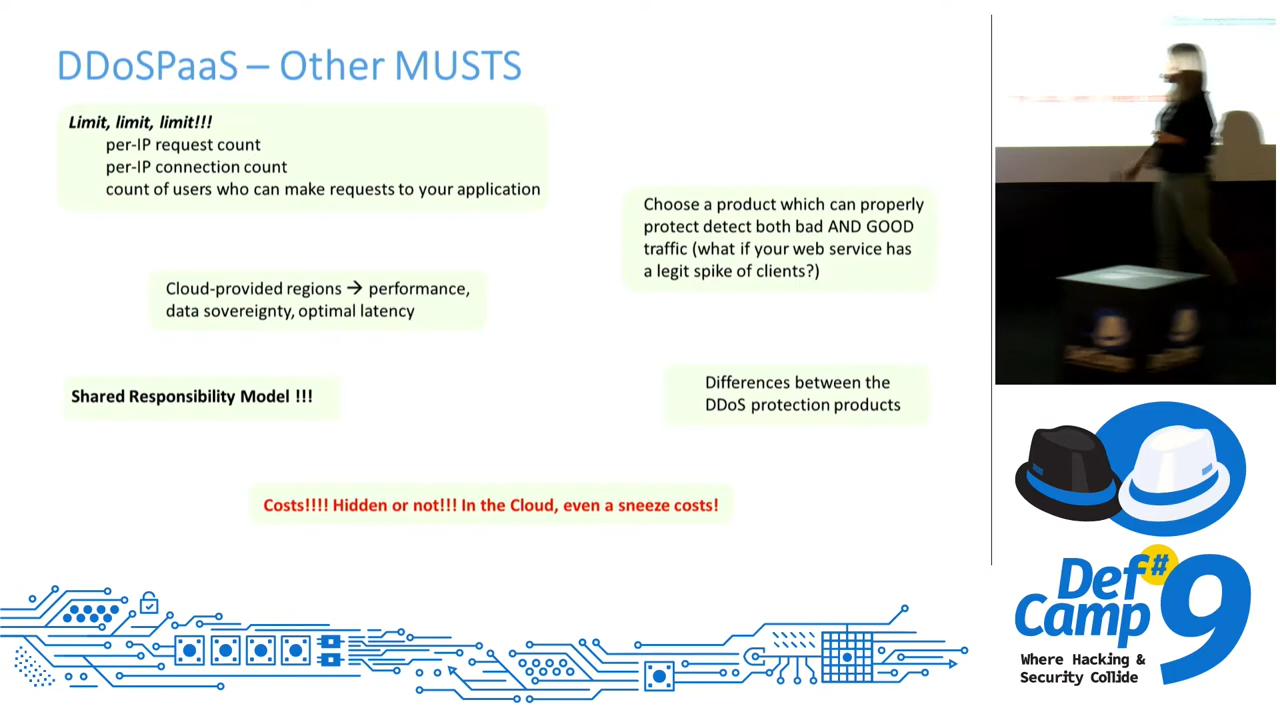 DDoSPaaS – Other MUSTS
Limit, limit, limit!!!
per-IP request count
per-IP connection count
count of users who can make requests to your application
Choose a product which can properly
protect detect both bad AND GOOD
traffic (what if your web service has
a legit spike of clients?)
Cloud-provided regions → performance,
data sovereignty, optimal latency
Differences between the
DDoS protection products
Shared Responsibility Model !!!
Costs!!!! Hidden or not!!! In the Cloud, even a sneeze costs!
Def
#
Camp
9
Where Hacking &
Security Collide